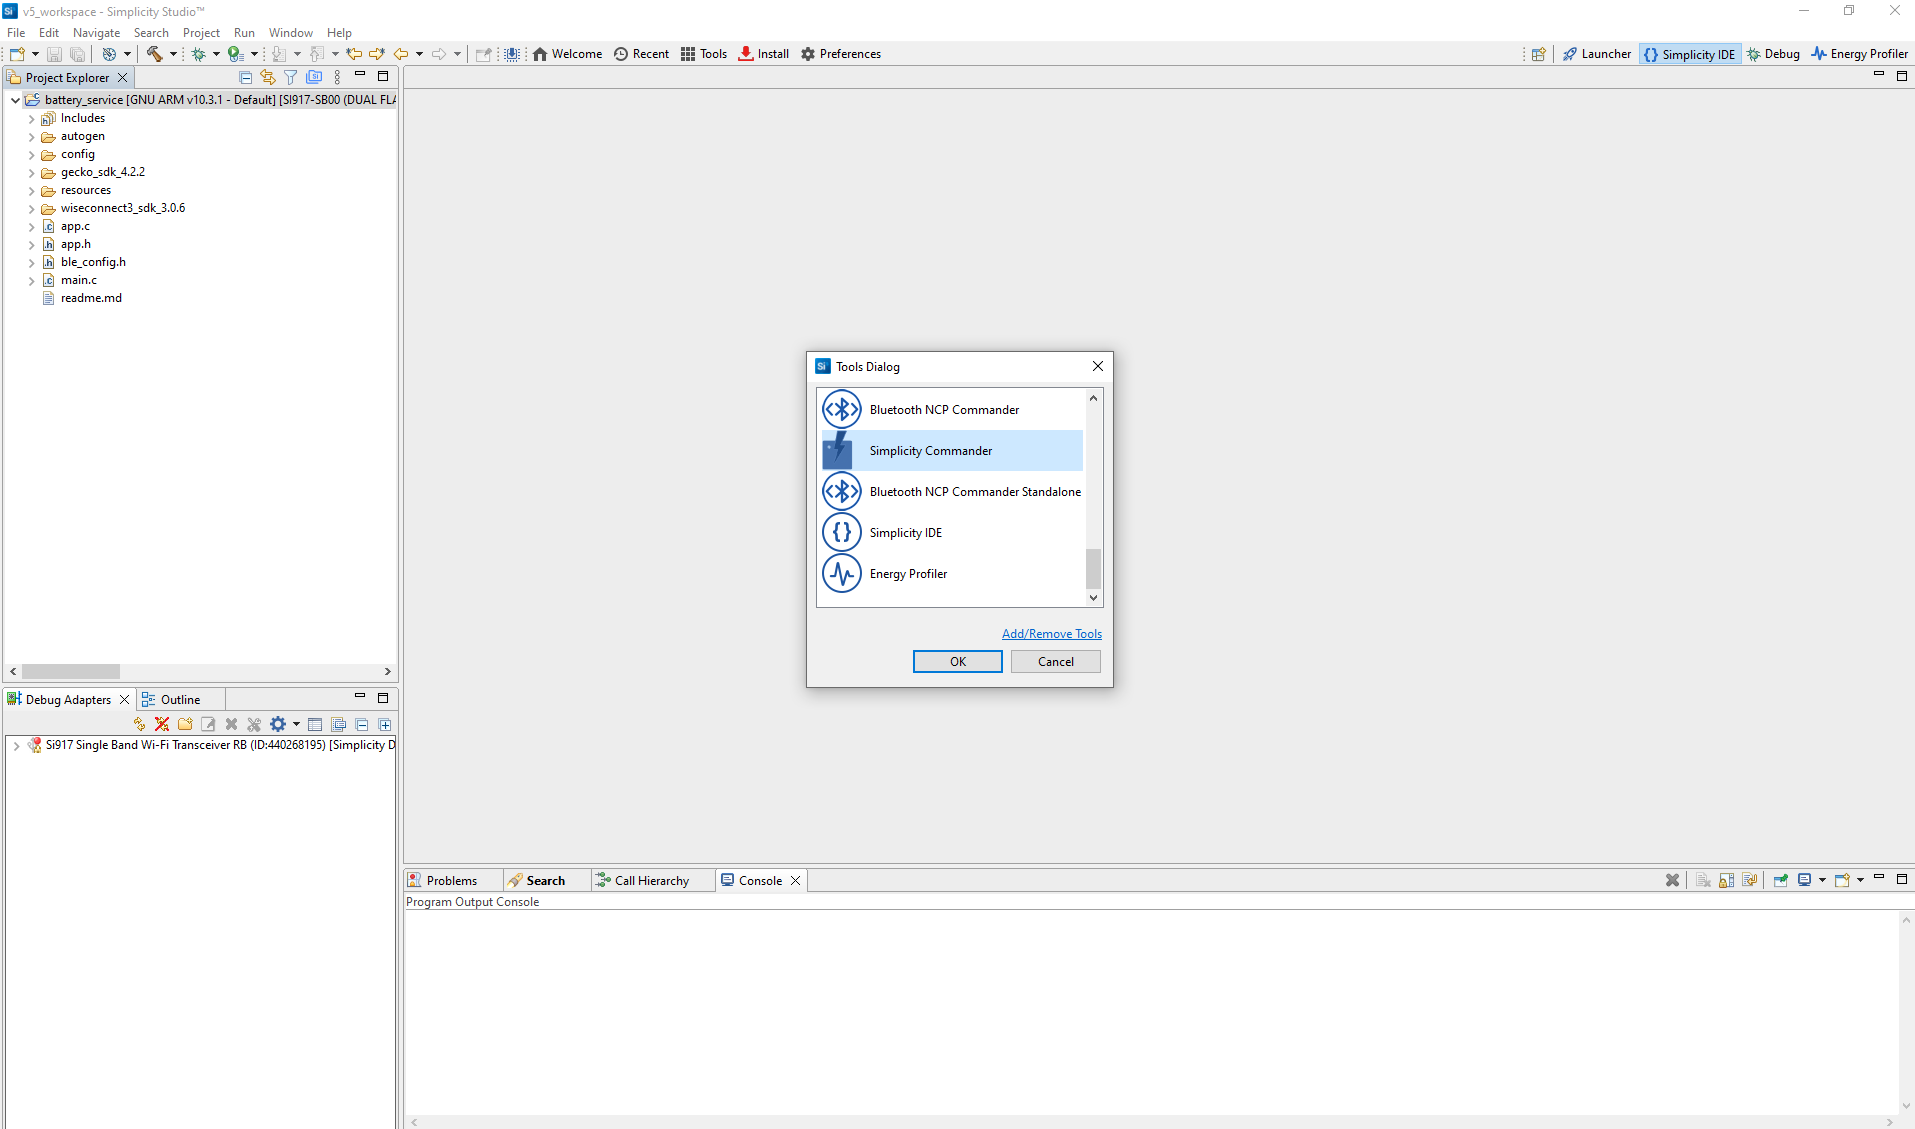 v5_workspace - Simplicity Studio™
File Edit Navigate Search Project Run Window Help
Welcome Recent Tools Install Preferences
Launcher Simplicity IDE Debug Energy Profiler
Project Explorer
battery_service [GNU ARM v10.3.1 - Default] [SI917-SB00 (DUAL FLA
Includes
autogen
config
gecko_sdk_4.2.2
resources
wiseconnect3_sdk_3.0.6
app.c
app.h
ble_config.h
main.c
readme.md
Tools Dialog
Bluetooth NCP Commander
Simplicity Commander
Bluetooth NCP Commander Standalone
Simplicity IDE
Energy Profiler
Add/Remove Tools
OK Cancel
Debug Adapters Outline
Si917 Single Band Wi-Fi Transceiver RB (ID:440268195) [Simplicity D
Problems Search Call Hierarchy Console
Program Output Console